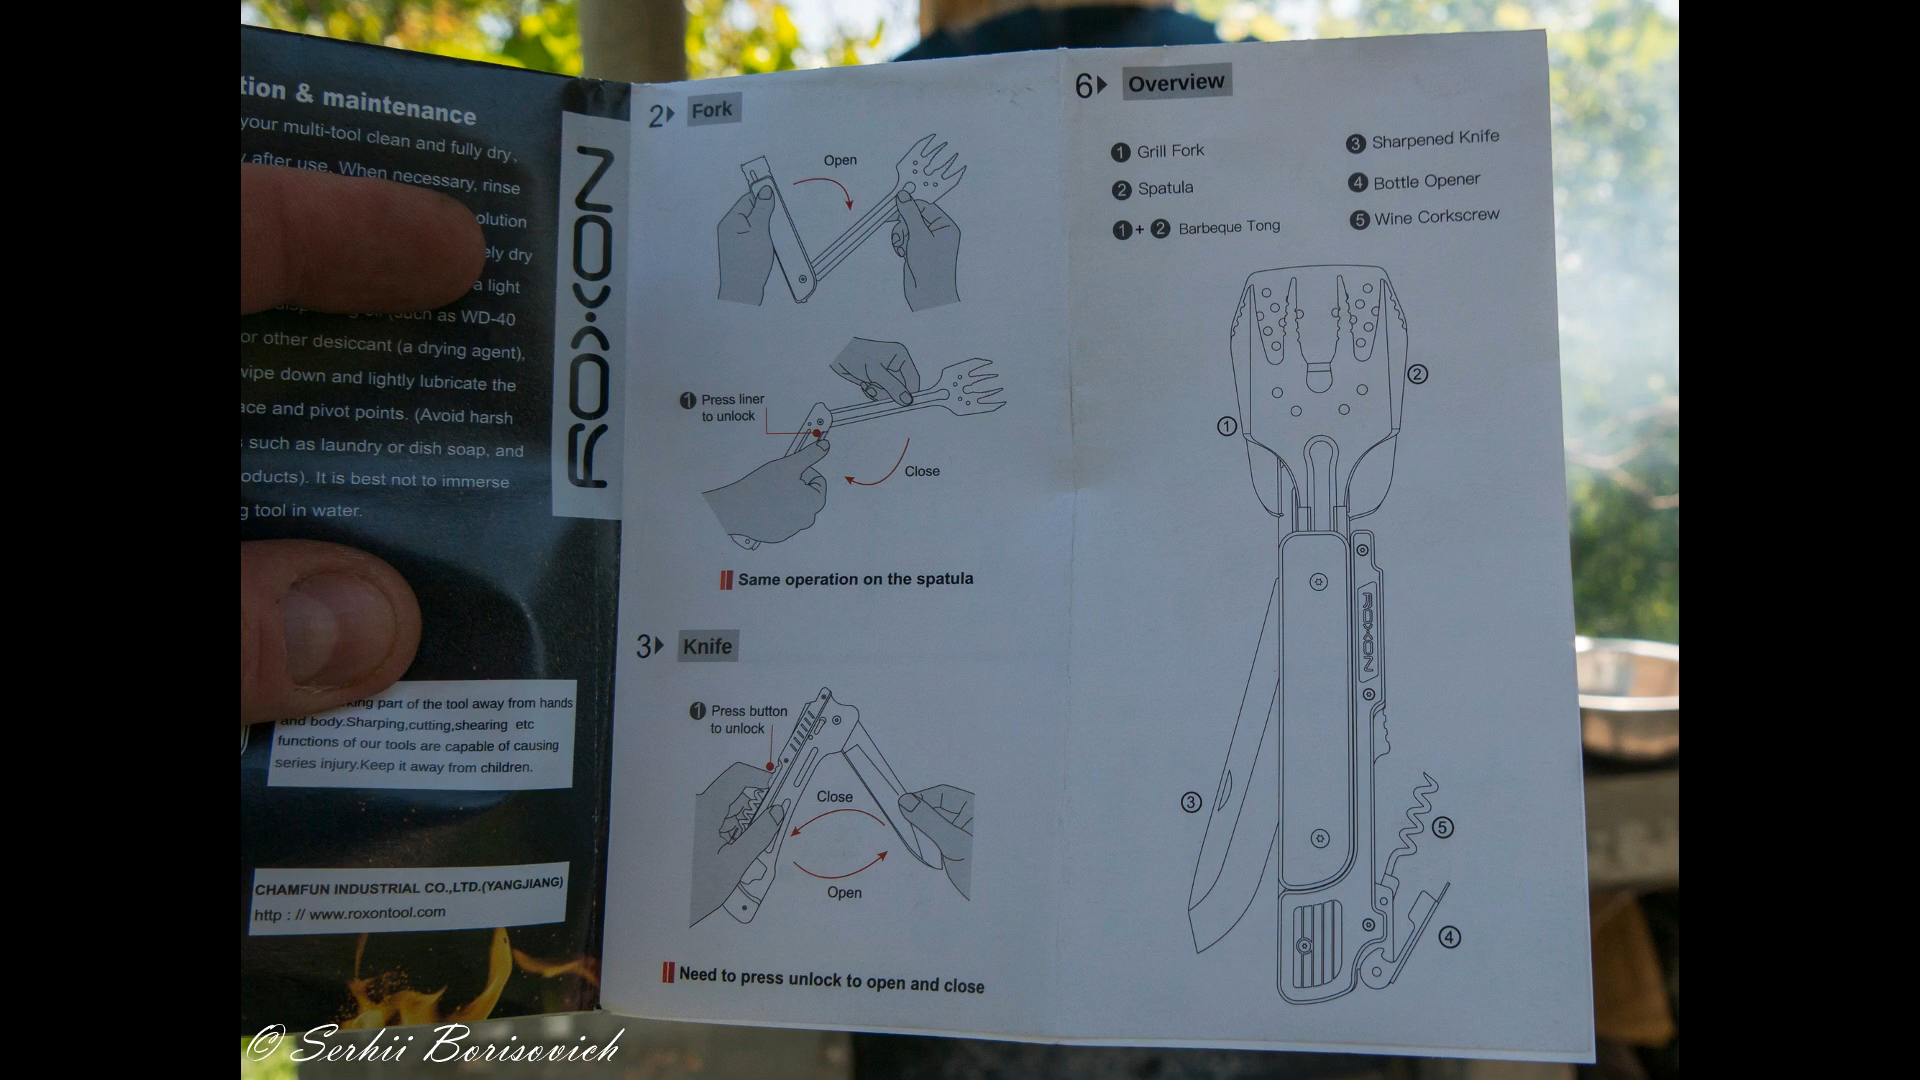 tion & maintenance
your multi-tool clean and fully dry,
after use. When necessary, rinse
olution
ely dry
a light
(such as WD-40
or other desiccant (a drying agent),
wipe down and lightly lubricate the
ace and pivot points. (Avoid harsh
such as laundry or dish soap, and
oducts). It is best not to immerse
g tool in water.
ROXON
king part of the tool away from hands
and body.Sharping,cutting,shearing etc
functions of our tools are capable of causing
series injury.Keep it away from children.
CHAMFUN INDUSTRIAL CO.,LTD.(YANGJIANG)
http : // www.roxontool.com
2 Fork
Open
1 Press liner
to unlock
Close
Same operation on the spatula
3 Knife
1 Press button
to unlock
Close
Open
Need to press unlock to open and close
6 Overview
1 Grill Fork
2 Spatula
1 + 2 Barbeque Tong
3 Sharpened Knife
4 Bottle Opener
5 Wine Corkscrew
2
1
ROXON
3
5
4
© Serhii Borisovich